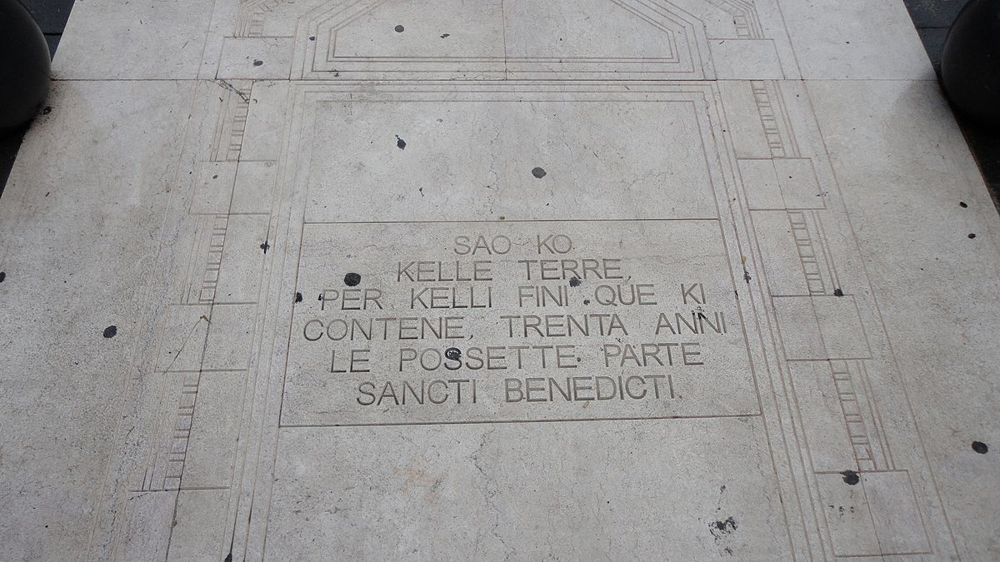 SAO KO
KELLE TERRE,
PER KELLI FINI QUE KI
CONTENE, TRENTA ANNI
LE POSSETTE PARTE
SANCTI BENEDICTI.